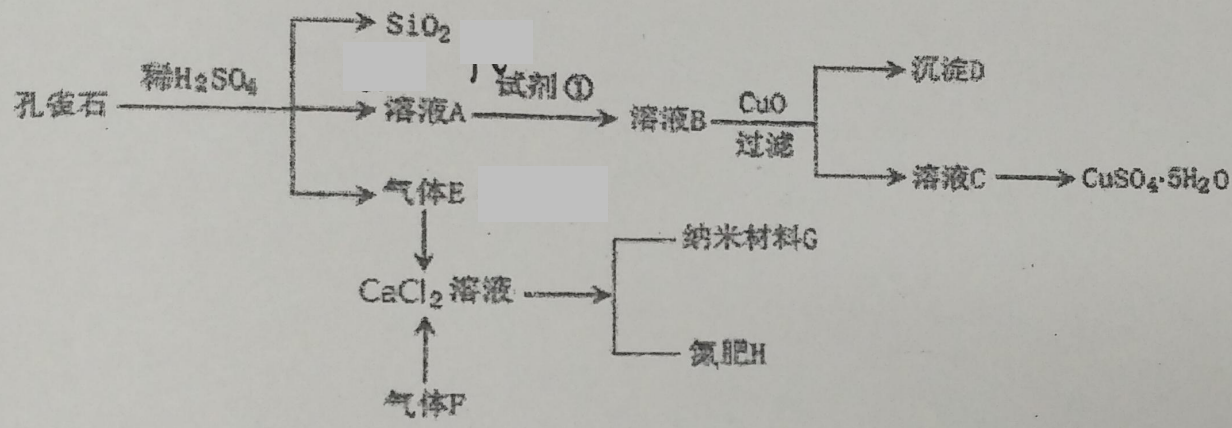 SiO₂
稀H₂SO₄
孔雀石
溶液A
试剂①
溶液B
CuO
过滤
沉淀D
溶液C
CuSO₄·5H₂O
气体E
CaCl₂溶液
纳米材料G
氮肥H
气体F